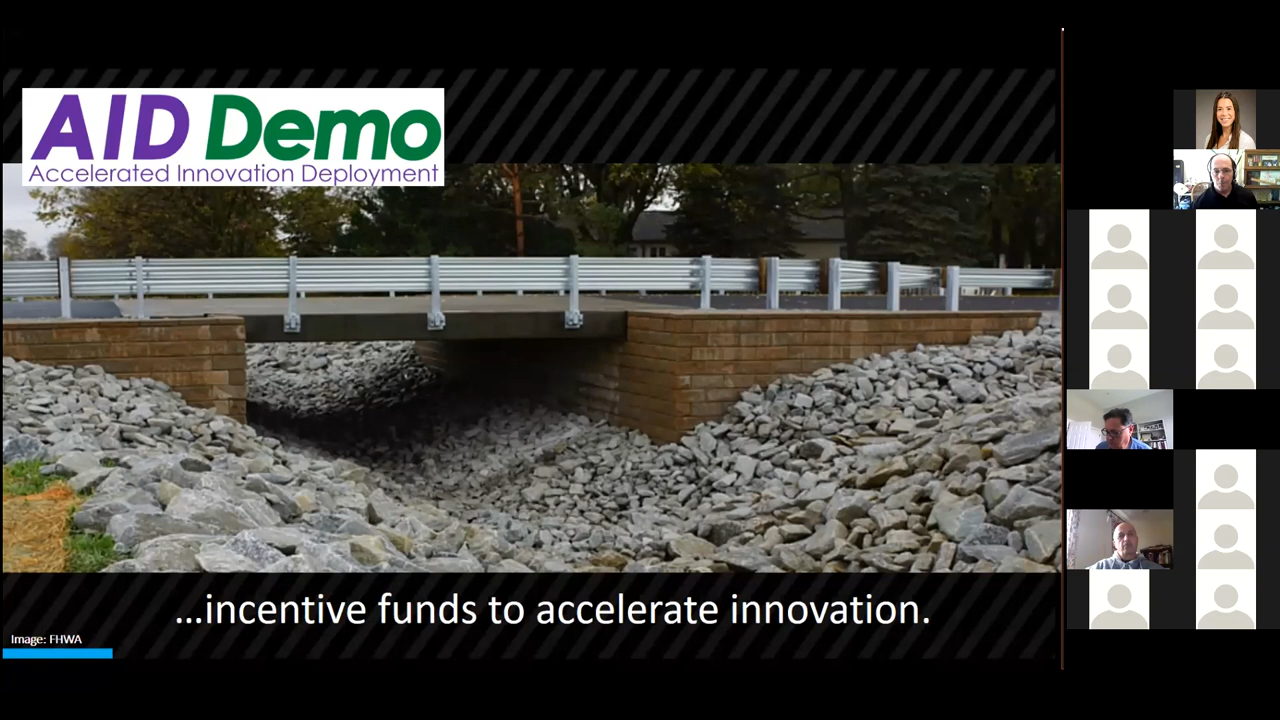 AID Demo
Accelerated Innovation Deployment
...incentive funds to accelerate innovation.
Image: FHWA